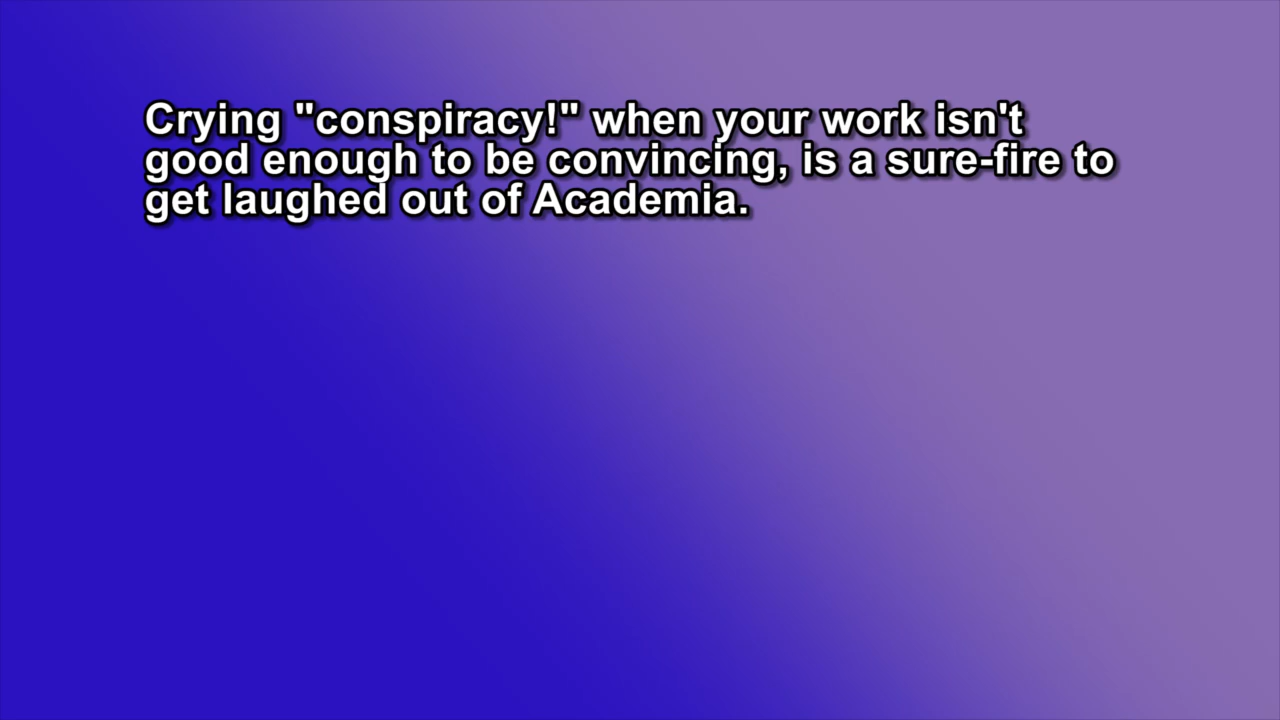 Crying "conspiracy!" when your work isn't
good enough to be convincing, is a sure-fire to
get laughed out of Academia.